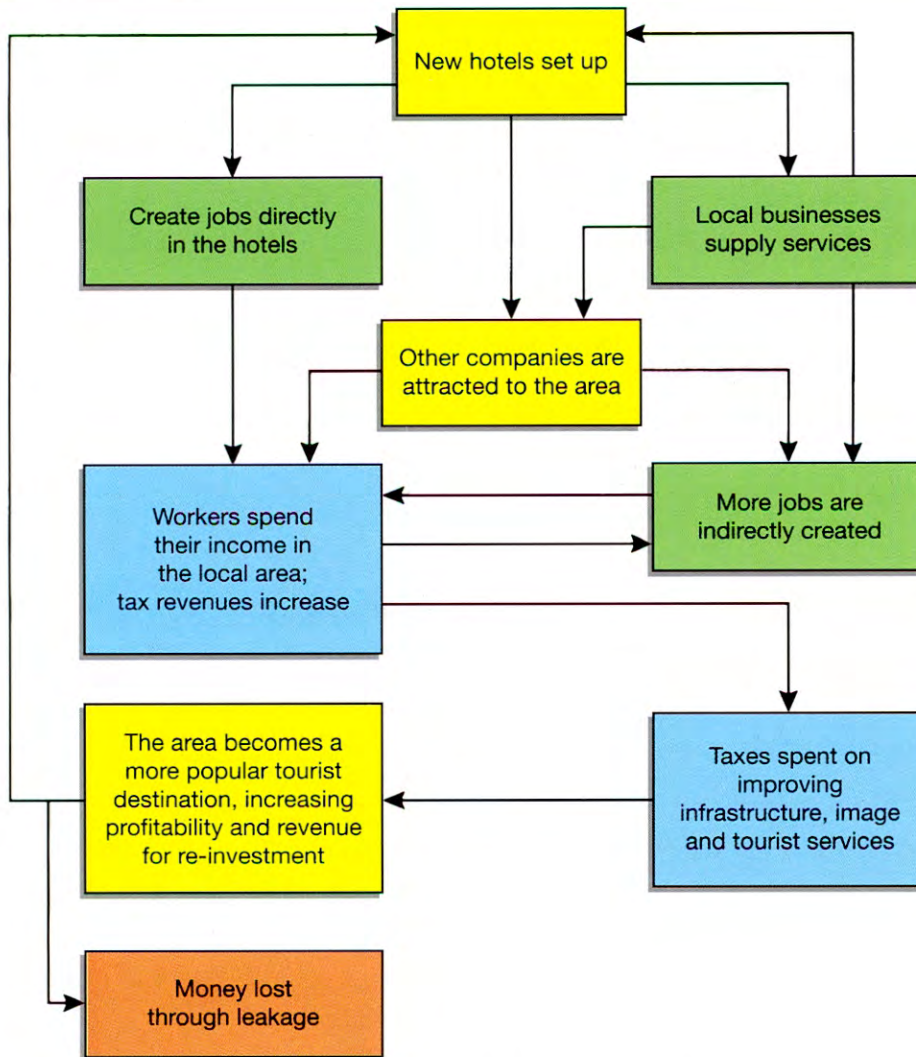 New hotels set up
Create jobs directly
in the hotels
Local businesses
supply services
Other companies are
attracted to the area
Workers spend
their income in
the local area;
tax revenues increase
More jobs are
indirectly created
The area becomes a
more popular tourist
destination, increasing
profitability and revenue
for re-investment
Taxes spent on
improving
infrastructure, image
and tourist services
Money lost
through leakage